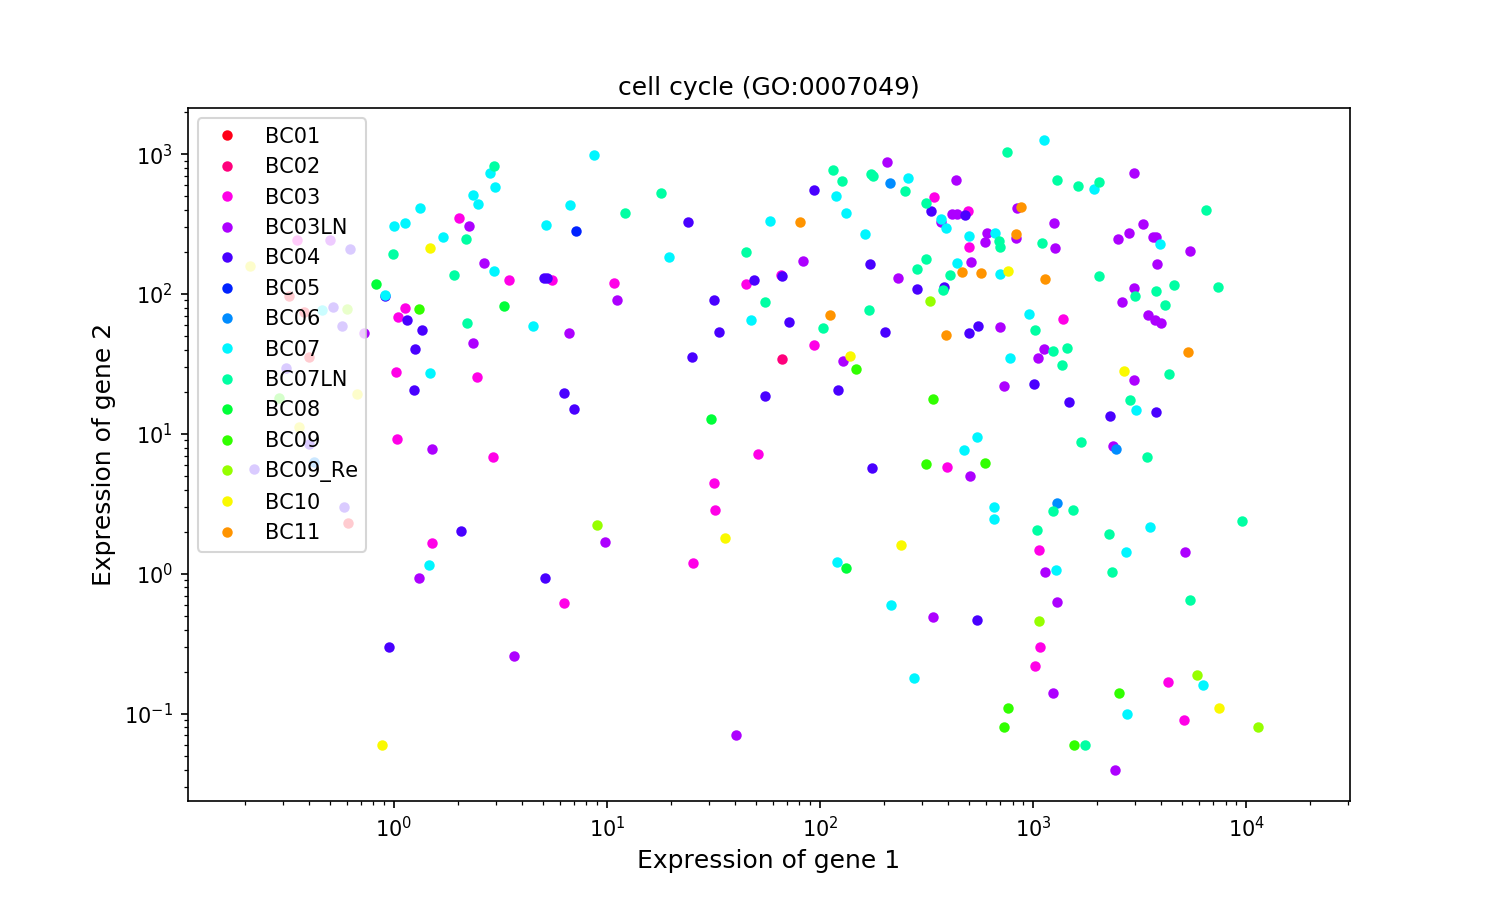 cell cycle (GO:0007049)
BC01
BC02
BC03
BC03LN
BC04
BC05
BC06
BC07
BC07LN
BC08
BC09
BC09_Re
BC10
BC11
10³
10²
10¹
10⁰
10⁻¹
Expression of gene 2
10⁰ 10¹ 10² 10³ 10⁴
Expression of gene 1